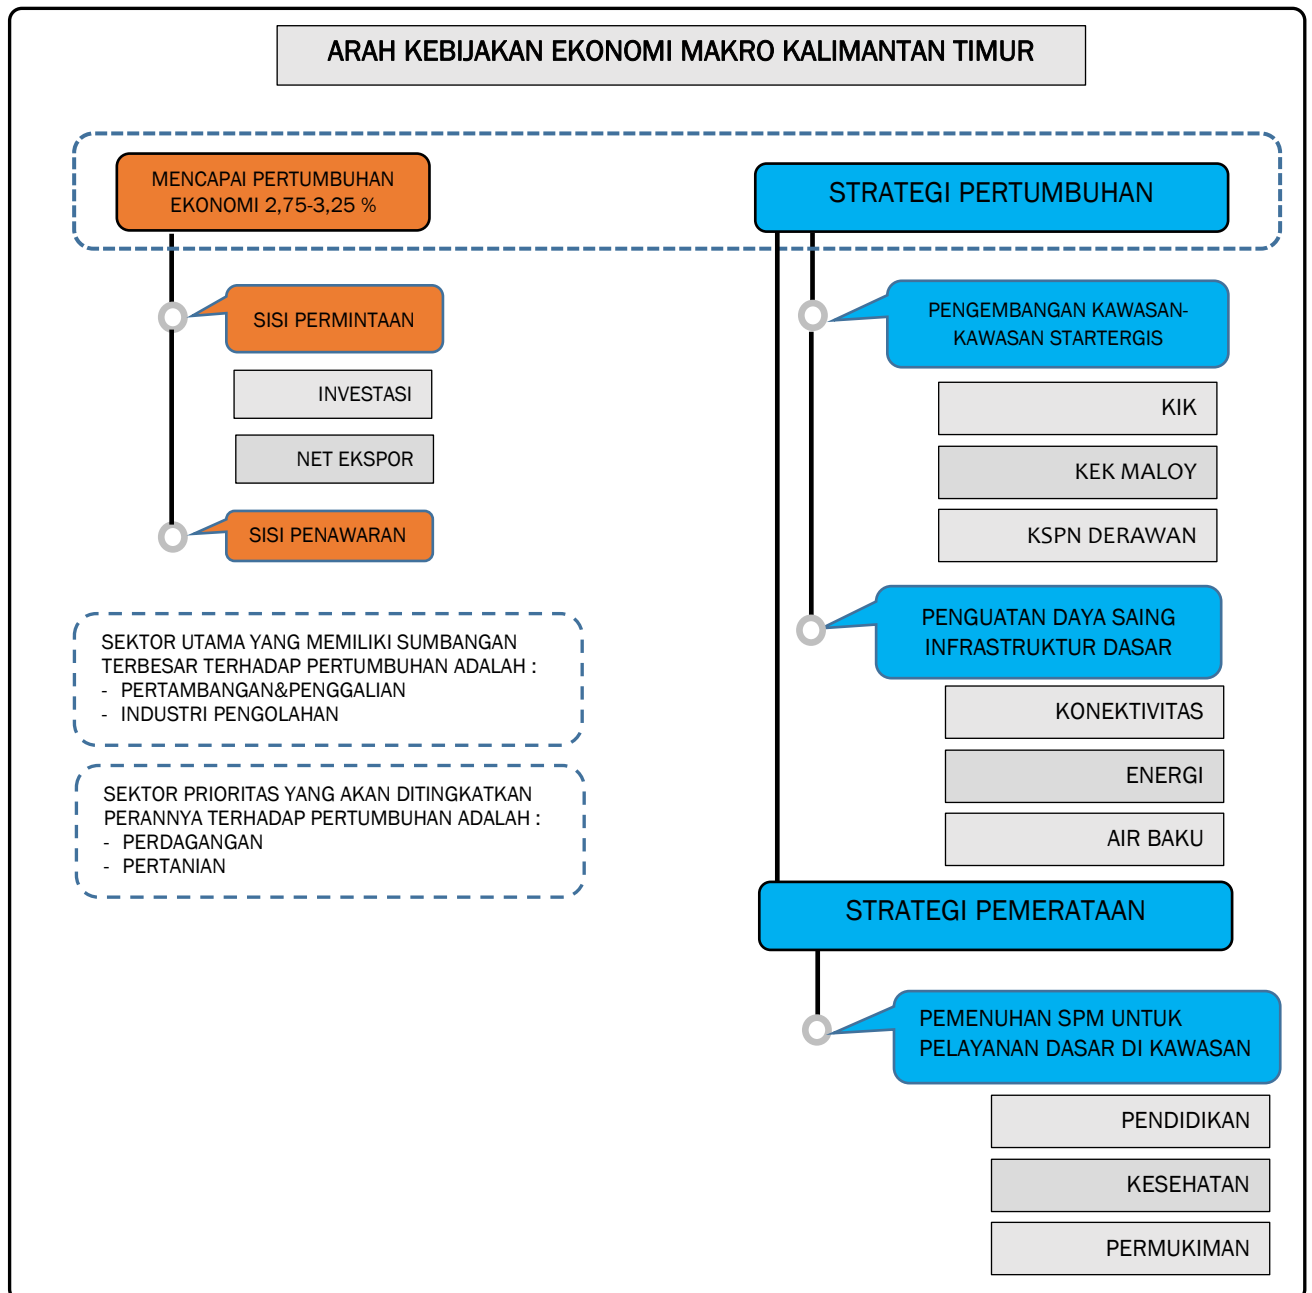 ARAH KEBIJAKAN EKONOMI MAKRO KALIMANTAN TIMUR
MENCAPAI PERTUMBUHAN
EKONOMI 2,75-3,25 %
SISI PERMINTAAN
INVESTASI
NET EKSPOR
SISI PENAWARAN
SEKTOR UTAMA YANG MEMILIKI SUMBANGAN
TERBESAR TERHADAP PERTUMBUHAN ADALAH :
- PERTAMBANGAN&PENGGALIAN
- INDUSTRI PENGOLAHAN
SEKTOR PRIORITAS YANG AKAN DITINGKATKAN
PERANNYA TERHADAP PERTUMBUHAN ADALAH :
- PERDAGANGAN
- PERTANIAN
STRATEGI PERTUMBUHAN
PENGEMBANGAN KAWASAN-
KAWASAN STARTERGIS
KIK
KEK MALOY
KSPN DERAWAN
PENGUATAN DAYA SAING
INFRASTRUKTUR DASAR
KONEKTIVITAS
ENERGI
AIR BAKU
STRATEGI PEMERATAAN
PEMENUHAN SPM UNTUK
PELAYANAN DASAR DI KAWASAN
PENDIDIKAN
KESEHATAN
PERMUKIMAN